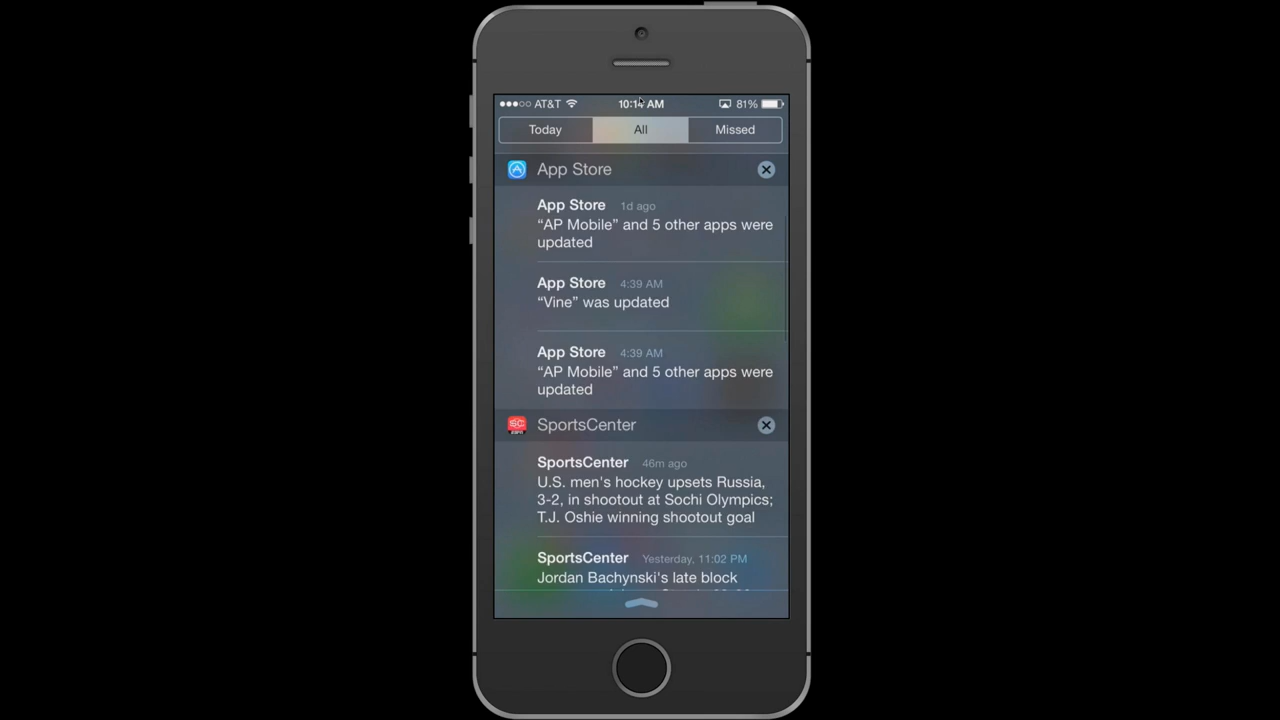 AT&T 10:14 AM 81%
Today All Missed
App Store
App Store 1d ago
“AP Mobile” and 5 other apps were
updated
App Store 4:39 AM
“Vine” was updated
App Store 4:39 AM
“AP Mobile” and 5 other apps were
updated
SportsCenter
SportsCenter 46m ago
U.S. men's hockey upsets Russia,
3-2, in shootout at Sochi Olympics;
T.J. Oshie winning shootout goal
SportsCenter Yesterday, 11:02 PM
Jordan Bachynski's late block